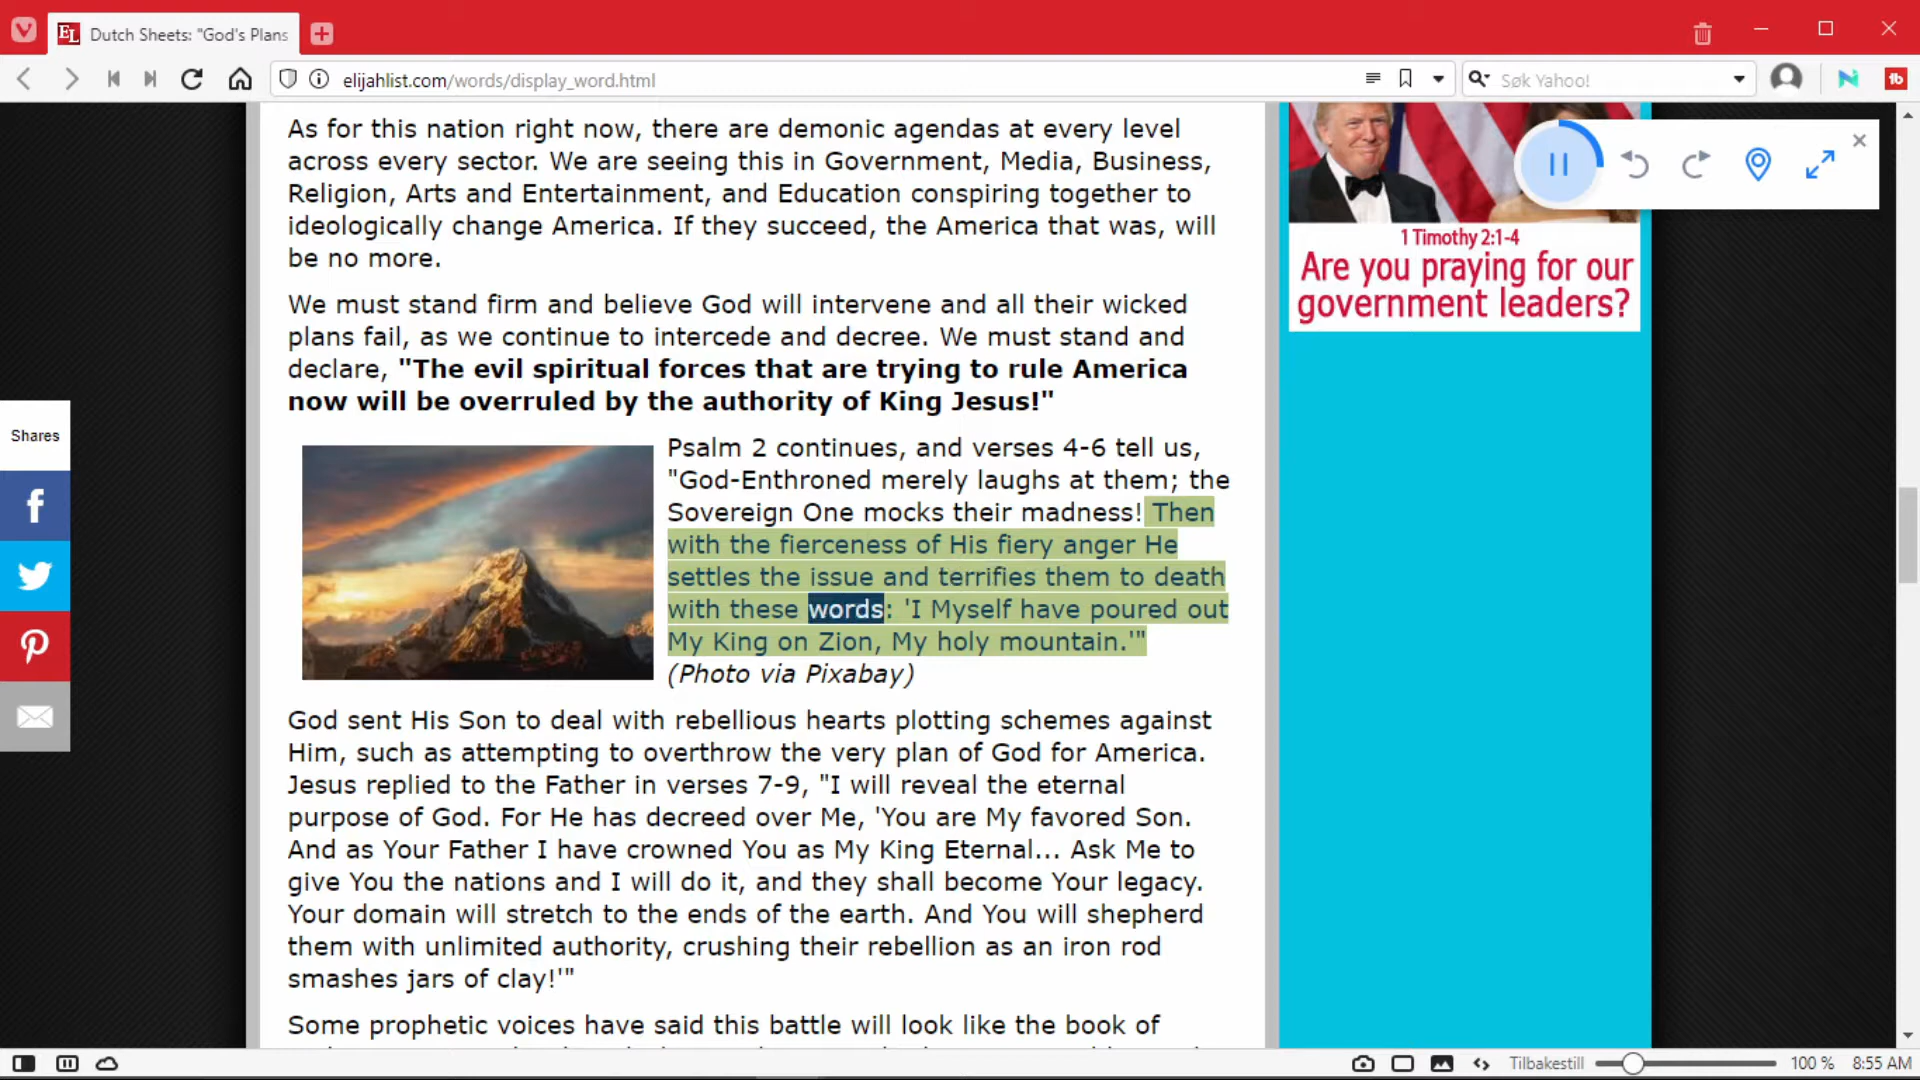 Dutch Sheets: "God's Plans
elijahlist.com/words/display_word.html
Søk Yahoo!
As for this nation right now, there are demonic agendas at every level
across every sector. We are seeing this in Government, Media, Business,
Religion, Arts and Entertainment, and Education conspiring together to
ideologically change America. If they succeed, the America that was, will
be no more.
We must stand firm and believe God will intervene and all their wicked
plans fail, as we continue to intercede and decree. We must stand and
declare, "The evil spiritual forces that are trying to rule America
now will be overruled by the authority of King Jesus!"
Psalm 2 continues, and verses 4-6 tell us,
"God-Enthroned merely laughs at them; the
Sovereign One mocks their madness! Then
with the fierceness of His fiery anger He
settles the issue and terrifies them to death
with these words: 'I Myself have poured out
My King on Zion, My holy mountain.'"
(Photo via Pixabay)
God sent His Son to deal with rebellious hearts plotting schemes against
Him, such as attempting to overthrow the very plan of God for America.
Jesus replied to the Father in verses 7-9, "I will reveal the eternal
purpose of God. For He has decreed over Me, 'You are My favored Son.
And as Your Father I have crowned You as My King Eternal... Ask Me to
give You the nations and I will do it, and they shall become Your legacy.
Your domain will stretch to the ends of the earth. And You will shepherd
them with unlimited authority, crushing their rebellion as an iron rod
smashes jars of clay!'"
Some prophetic voices have said this battle will look like the book of
1 Timothy 2:1-4
Are you praying for our
government leaders?
Shares
Tilbakestill
100 %
8:55 AM